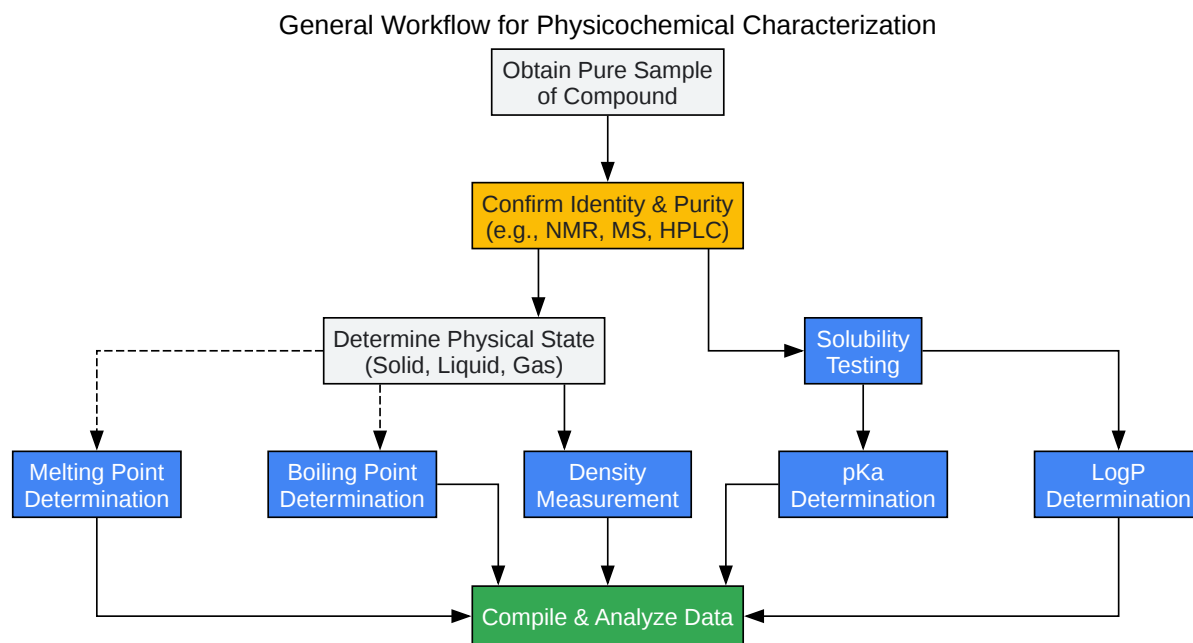 General Workflow for Physicochemical Characterization
Obtain Pure Sample
of Compound
Confirm Identity & Purity
(e.g., NMR, MS, HPLC)
Determine Physical State
(Solid, Liquid, Gas)
Solubility
Testing
Melting Point
Determination
Boiling Point
Determination
Density
Measurement
pKa
Determination
LogP
Determination
Compile & Analyze Data